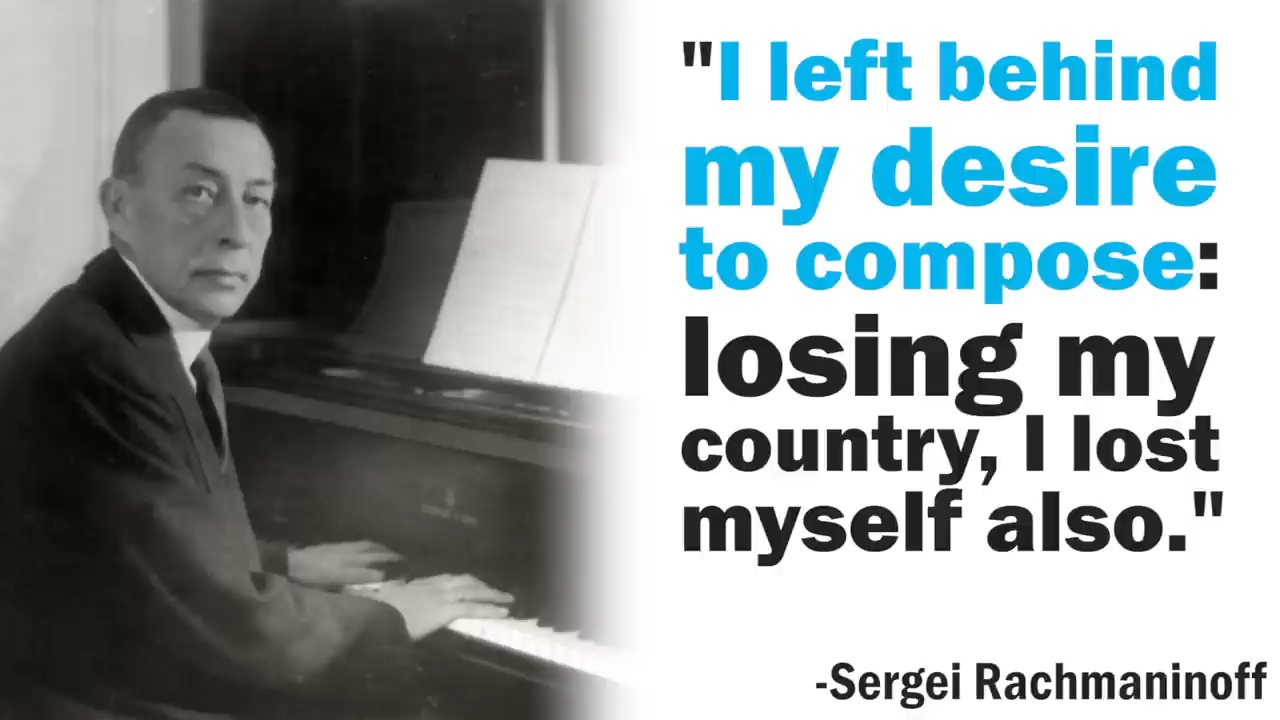 "I left behind
my desire
to compose:
losing my
country, I lost
myself also."
-Sergei Rachmaninoff